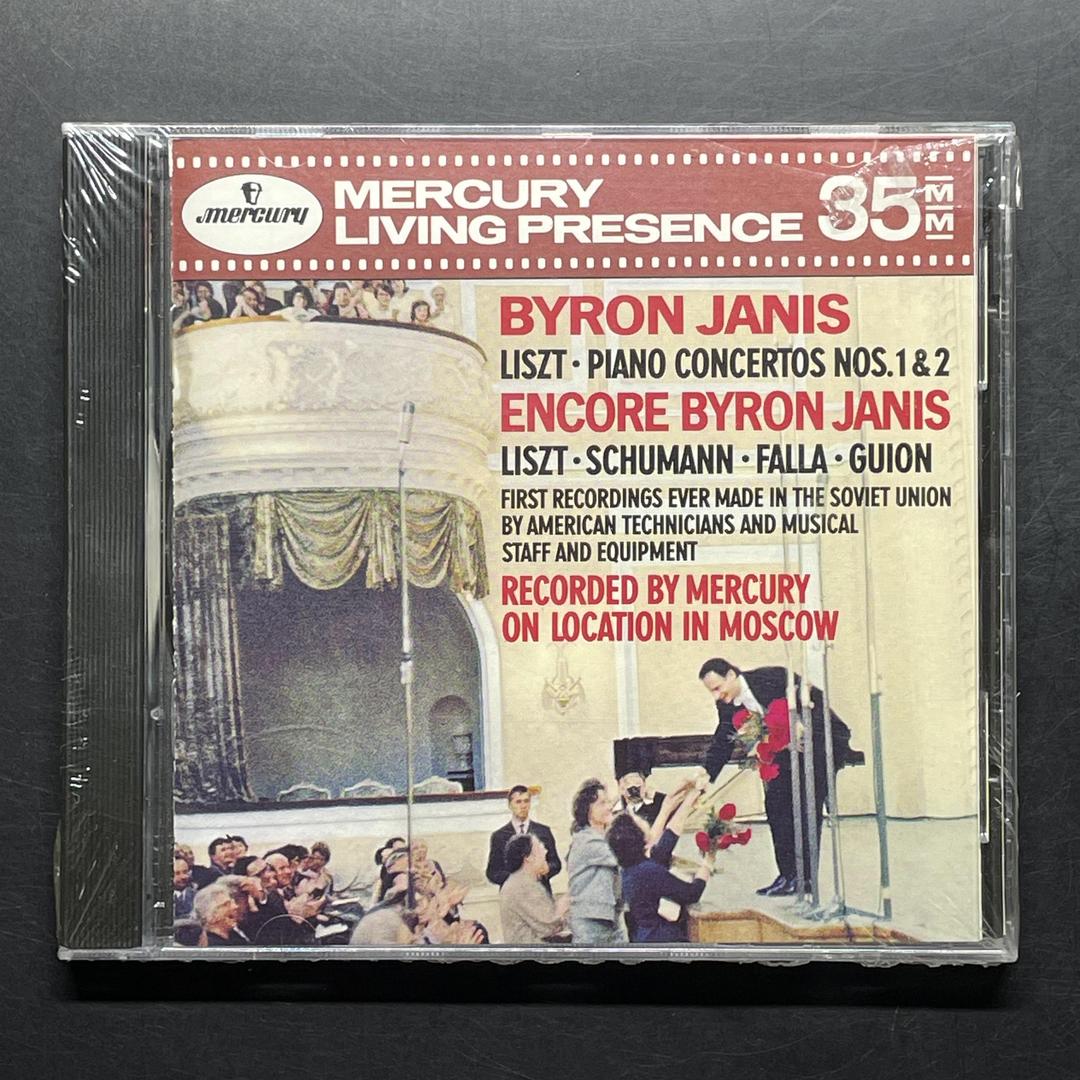 mercury
MERCURY
LIVING PRESENCE
35
MM
BYRON JANIS
LISZT · PIANO CONCERTOS NOS. 1 & 2
ENCORE BYRON JANIS
LISZT · SCHUMANN · FALLA · GUION
FIRST RECORDINGS EVER MADE IN THE SOVIET UNION
BY AMERICAN TECHNICIANS AND MUSICAL
STAFF AND EQUIPMENT
RECORDED BY MERCURY
ON LOCATION IN MOSCOW